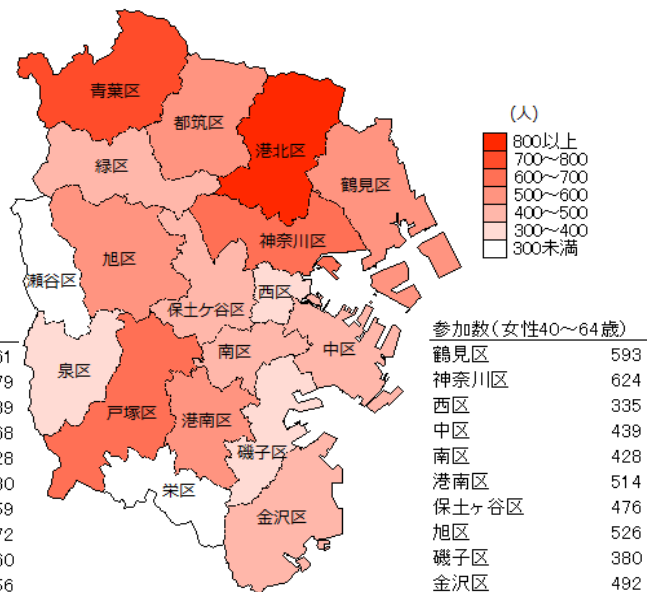 青葉区
都筑区
港北区
緑区
鶴見区
神奈川区
旭区
瀬谷区
西区
保土ケ谷区
中区
南区
泉区
戸塚区
港南区
磯子区
栄区
金沢区
(人)
800以上
700～800
600～700
500～600
400～500
300～400
300未満
参加数(女性40～64歳)
鶴見区 593
神奈川区 624
西区 335
中区 439
南区 428
港南区 514
保土ヶ谷区 476
旭区 526
磯子区 380
金沢区 492